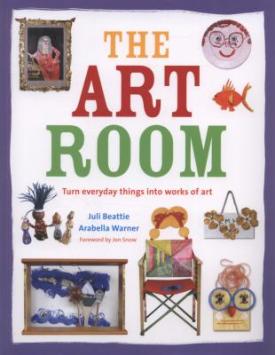 THE
ART
ROOM
Turn everyday things into works of art
Juli Beattie
Arabella Warner
Foreword by Jon Snow